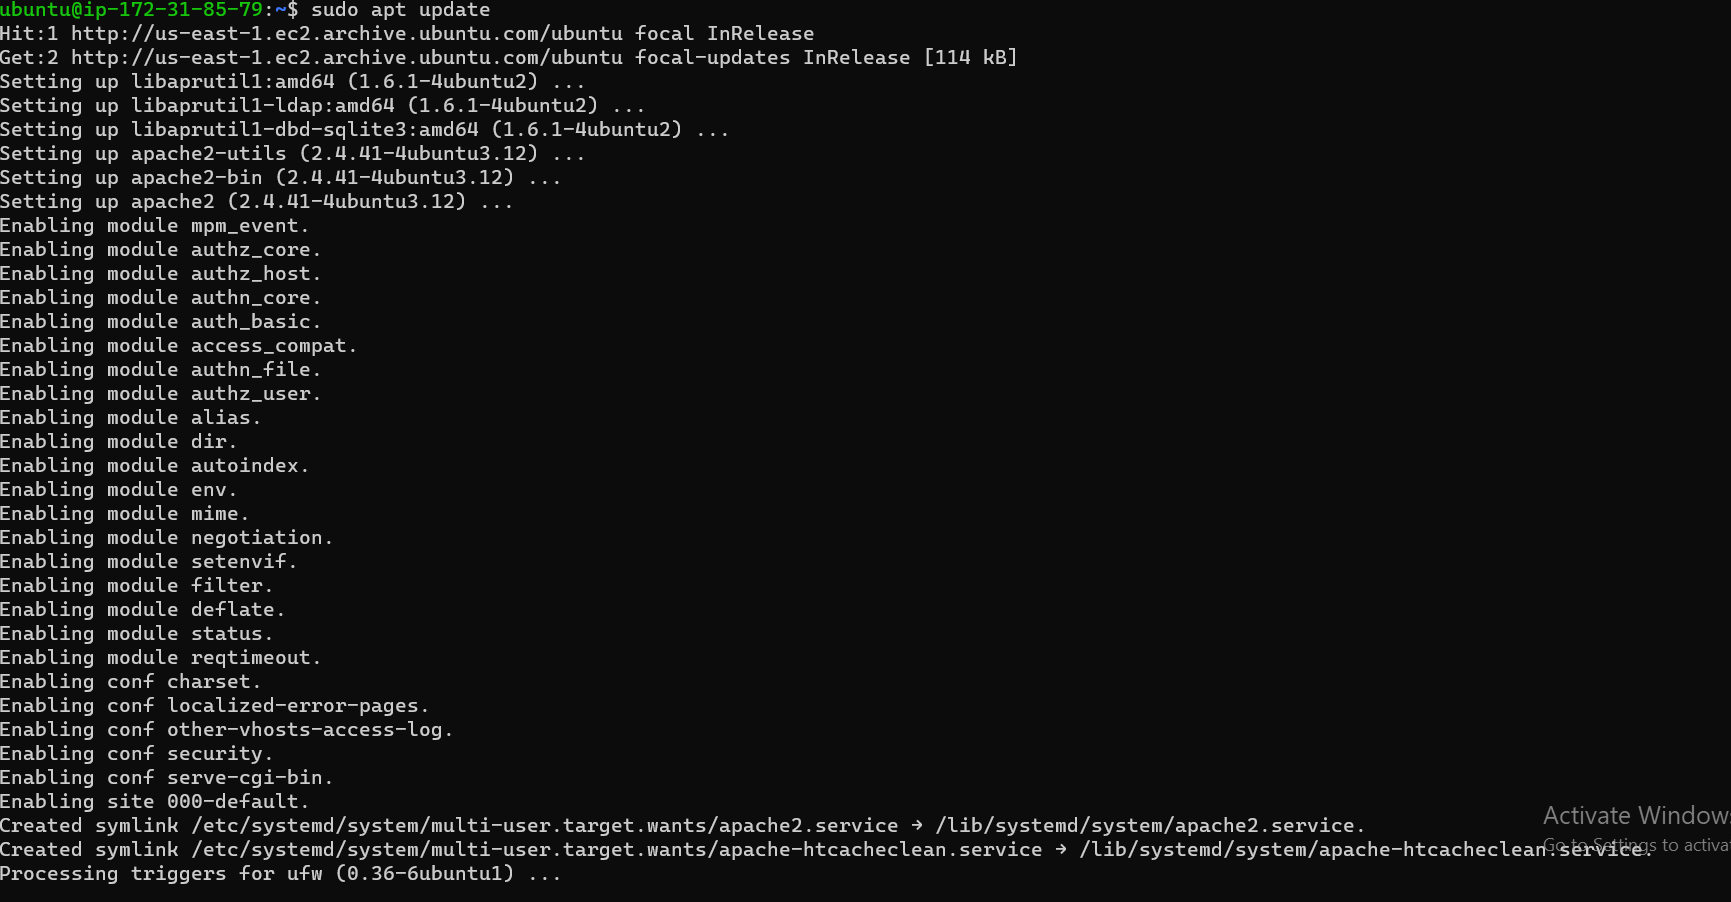 ubuntu@ip-172-31-85-79:~$ sudo apt update
Hit:1 http://us-east-1.ec2.archive.ubuntu.com/ubuntu focal InRelease
Get:2 http://us-east-1.ec2.archive.ubuntu.com/ubuntu focal-updates InRelease [114 kB]
Setting up libaprutil1:amd64 (1.6.1-4ubuntu2) ...
Setting up libaprutil1-ldap:amd64 (1.6.1-4ubuntu2) ...
Setting up libaprutil1-dbd-sqlite3:amd64 (1.6.1-4ubuntu2) ...
Setting up apache2-utils (2.4.41-4ubuntu3.12) ...
Setting up apache2-bin (2.4.41-4ubuntu3.12) ...
Setting up apache2 (2.4.41-4ubuntu3.12) ...
Enabling module mpm_event.
Enabling module authz_core.
Enabling module authz_host.
Enabling module authn_core.
Enabling module auth_basic.
Enabling module access_compat.
Enabling module authn_file.
Enabling module authz_user.
Enabling module alias.
Enabling module dir.
Enabling module autoindex.
Enabling module env.
Enabling module mime.
Enabling module negotiation.
Enabling module setenvif.
Enabling module filter.
Enabling module deflate.
Enabling module status.
Enabling module reqtimeout.
Enabling conf charset.
Enabling conf localized-error-pages.
Enabling conf other-vhosts-access-log.
Enabling conf security.
Enabling conf serve-cgi-bin.
Enabling site 000-default.
Created symlink /etc/systemd/system/multi-user.target.wants/apache2.service → /lib/systemd/system/apache2.service.
Created symlink /etc/systemd/system/multi-user.target.wants/apache-htcacheclean.service → /lib/systemd/system/apache-htcacheclean.service.
Processing triggers for ufw (0.36-6ubuntu1) ...
Activate Windows
Go to Settings to activa